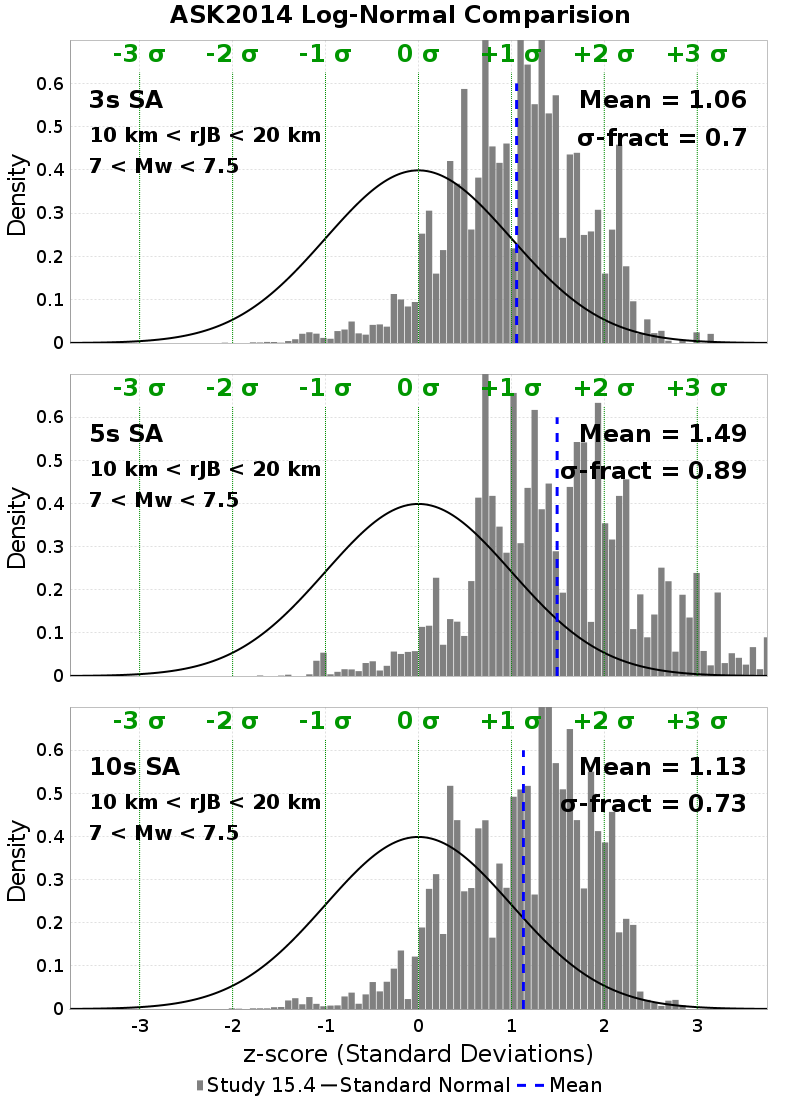 ASK2014 Log-Normal Comparision
-3 σ -2 σ -1 σ 0 σ +1 σ +2 σ +3 σ
3s SA
10 km < rJB < 20 km
7 < Mw < 7.5
Mean = 1.06
σ-fract = 0.7
Density
0.6
0.5
0.4
0.3
0.2
0.1
0
-3 σ -2 σ -1 σ 0 σ +1 σ +2 σ +3 σ
5s SA
10 km < rJB < 20 km
7 < Mw < 7.5
Mean = 1.49
σ-fract = 0.89
Density
0.6
0.5
0.4
0.3
0.2
0.1
0
-3 σ -2 σ -1 σ 0 σ +1 σ +2 σ +3 σ
10s SA
10 km < rJB < 20 km
7 < Mw < 7.5
Mean = 1.13
σ-fract = 0.73
Density
0.6
0.5
0.4
0.3
0.2
0.1
0
-3 -2 -1 0 1 2 3
z-score (Standard Deviations)
Study 15.4 Standard Normal Mean